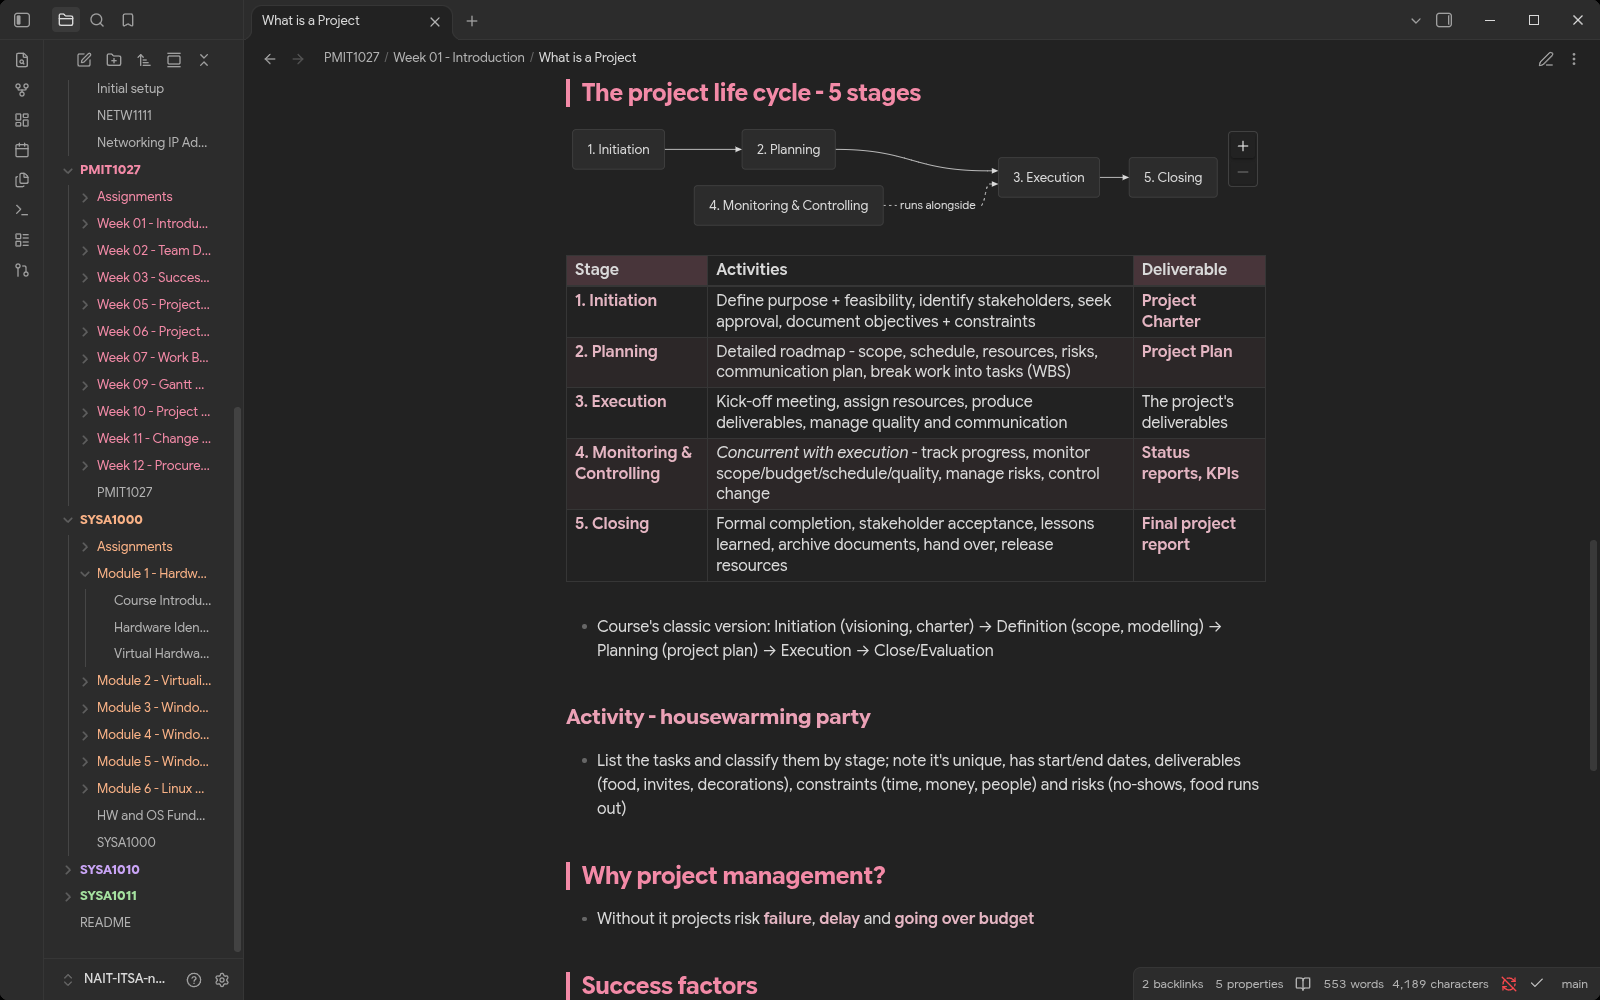 What is a Project
PMIT1027 / Week 01 - Introduction / What is a Project
Initial setup
NETW1111
Networking IP Ad...
PMIT1027
Assignments
Week 01 - Introdu...
Week 02 - Team D...
Week 03 - Succes...
Week 05 - Project...
Week 06 - Project...
Week 07 - Work B...
Week 09 - Gantt ...
Week 10 - Project ...
Week 11 - Change ...
Week 12 - Procure...
PMIT1027
SYSA1000
Assignments
Module 1 - Hardw...
Course Introdu...
Hardware Iden...
Virtual Hardwa...
Module 2 - Virtuali...
Module 3 - Windo...
Module 4 - Windo...
Module 5 - Windo...
Module 6 - Linux ...
HW and OS Fund...
SYSA1000
SYSA1010
SYSA1011
README
NAIT-ITSA-n...
The project life cycle - 5 stages
1. Initiation
2. Planning
3. Execution
5. Closing
4. Monitoring & Controlling
runs alongside
Stage Activities Deliverable
1. Initiation Define purpose + feasibility, identify stakeholders, seek Project
approval, document objectives + constraints Charter
2. Planning Detailed roadmap - scope, schedule, resources, risks, Project Plan
communication plan, break work into tasks (WBS)
3. Execution Kick-off meeting, assign resources, produce The project's
deliverables, manage quality and communication deliverables
4. Monitoring & Concurrent with execution - track progress, monitor Status
Controlling scope/budget/schedule/quality, manage risks, control reports, KPIs
change
5. Closing Formal completion, stakeholder acceptance, lessons Final project
learned, archive documents, hand over, release report
resources
Course's classic version: Initiation (visioning, charter) → Definition (scope, modelling) →
Planning (project plan) → Execution → Close/Evaluation
Activity - housewarming party
List the tasks and classify them by stage; note it's unique, has start/end dates, deliverables
(food, invites, decorations), constraints (time, money, people) and risks (no-shows, food runs
out)
Why project management?
Without it projects risk failure, delay and going over budget
Success factors
2 backlinks 5 properties 553 words 4,189 characters main